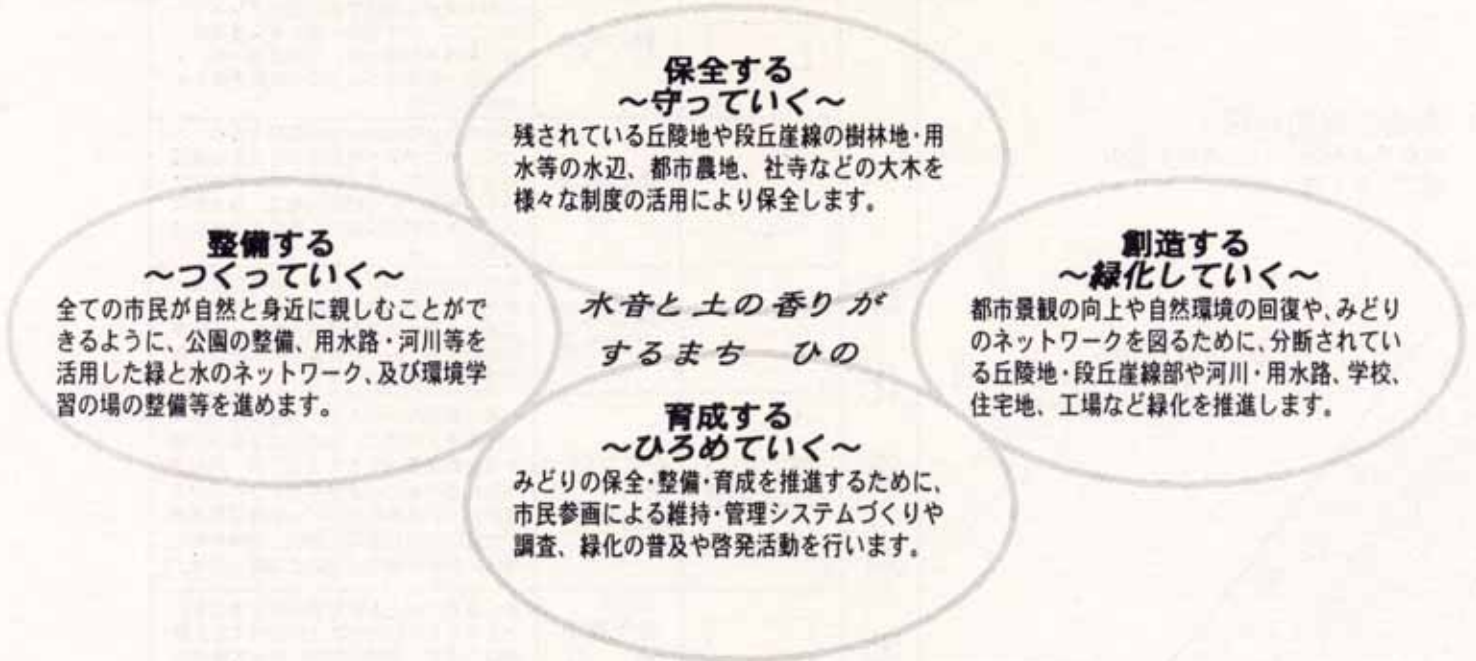 保全する
～守っていく～
残されている丘陵地や段丘崖線の樹林地・用
水等の水辺、都市農地、社寺などの大木を
様々な制度の活用により保全します。
整備する
～つくっていく～
全ての市民が自然と身近に親しむことがで
きるように、公園の整備、用水路・河川等を
活用した緑と水のネットワーク、及び環境学
習の場の整備等を進めます。
水音と土の香りが
するまち　ひの
創造する
～緑化していく～
都市景観の向上や自然環境の回復や、みどり
のネットワークを図るために、分断されてい
る丘陵地・段丘崖線部や河川・用水路、学校、
住宅地、工場など緑化を推進します。
育成する
～ひろめていく～
みどりの保全・整備・育成を推進するために、
市民参画による維持・管理システムづくりや
調査、緑化の普及や啓発活動を行います。